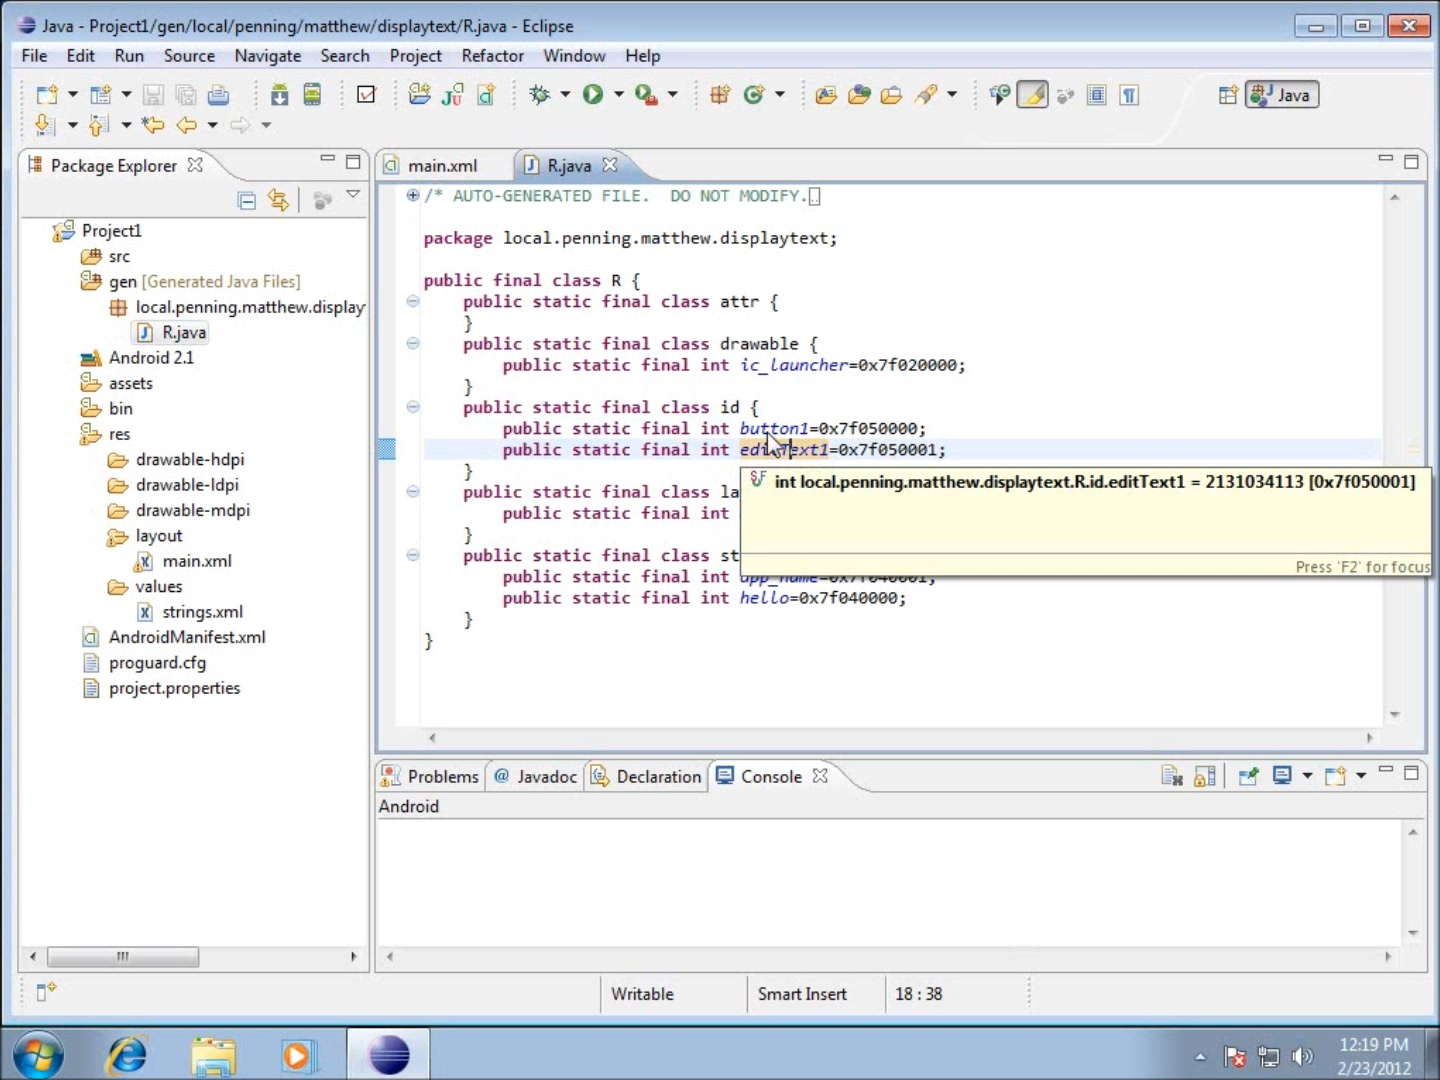 Java - Project1/gen/local/penning/matthew/displaytext/R.java - Eclipse
File Edit Run Source Navigate Search Project Refactor Window Help
Java
Package Explorer
main.xml R.java
Project1
src
gen [Generated Java Files]
local.penning.matthew.display
R.java
Android 2.1
assets
bin
res
drawable-hdpi
drawable-ldpi
drawable-mdpi
layout
main.xml
values
strings.xml
AndroidManifest.xml
proguard.cfg
project.properties
/* AUTO-GENERATED FILE.  DO NOT MODIFY.
package local.penning.matthew.displaytext;
public final class R {
public static final class attr {
}
public static final class drawable {
public static final int ic_launcher=0x7f020000;
}
public static final class id {
public static final int button1=0x7f050000;
public static final int editText1=0x7f050001;
}
public static final class la
public static final int
}
public static final class st
public static final int app_name=0x7f040001;
public static final int hello=0x7f040000;
}
}
int local.penning.matthew.displaytext.R.id.editText1 = 2131034113 [0x7f050001]
Press 'F2' for focus
Problems @ Javadoc Declaration Console
Android
Writable Smart Insert 18 : 38
12:19 PM
2/23/2012